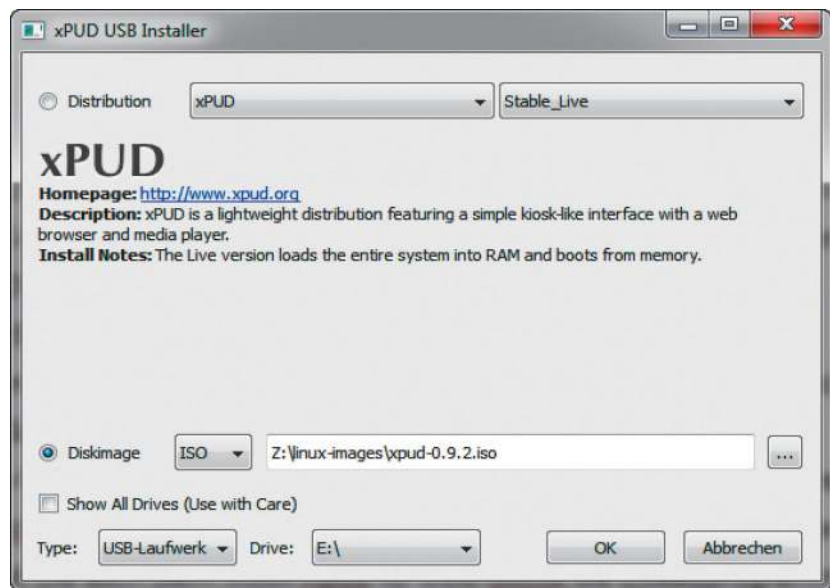 xPUD USB Installer
Distribution xPUD Stable_Live
xPUD
Homepage: http://www.xpud.org
Description: xPUD is a lightweight distribution featuring a simple kiosk-like interface with a web
browser and media player.
Install Notes: The Live version loads the entire system into RAM and boots from memory.
Diskimage ISO Z:\linux-images\xpud-0.9.2.iso ...
Show All Drives (Use with Care)
Type: USB-Laufwerk Drive: E:\ OK Abbrechen